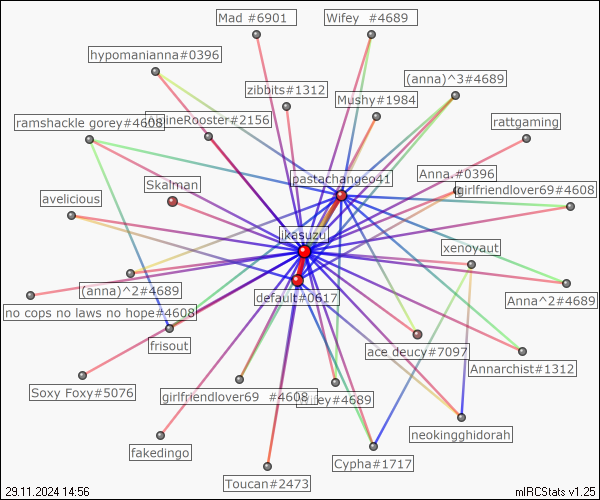 Mad #6901
Wifey  #4689
hypomanianna#0396
(anna)^3#4689
zibbits#1312
Mushy#1984
ramshackle gorey#4608
ineRooster#2156
rattgaming
pastachangeo41
Anna.#0396
Skalman
girlfriendlover69#4608
avelicious
ikasuzu
xenoyaut
(anna)^2#4689
default#0617
Anna^2#4689
no cops no laws no hope#4608
frisout
ace deucy#7097
Annarchist#1312
Soxy Foxy#5076
girlfriendlover69  #4608
Wifey#4689
neokingghidorah
fakedingo
Cypha#1717
Toucan#2473
29.11.2024 14:56
mIRCStats v1.25